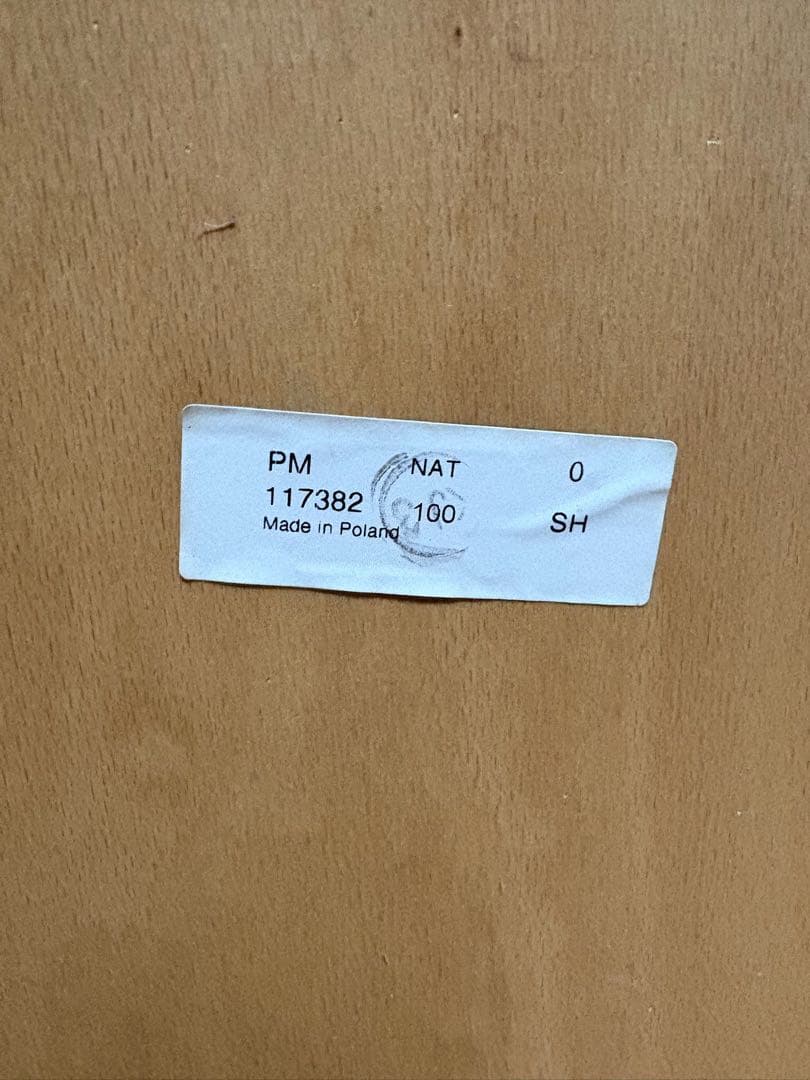 PM NAT 0
117382 100 SH
Made in Poland